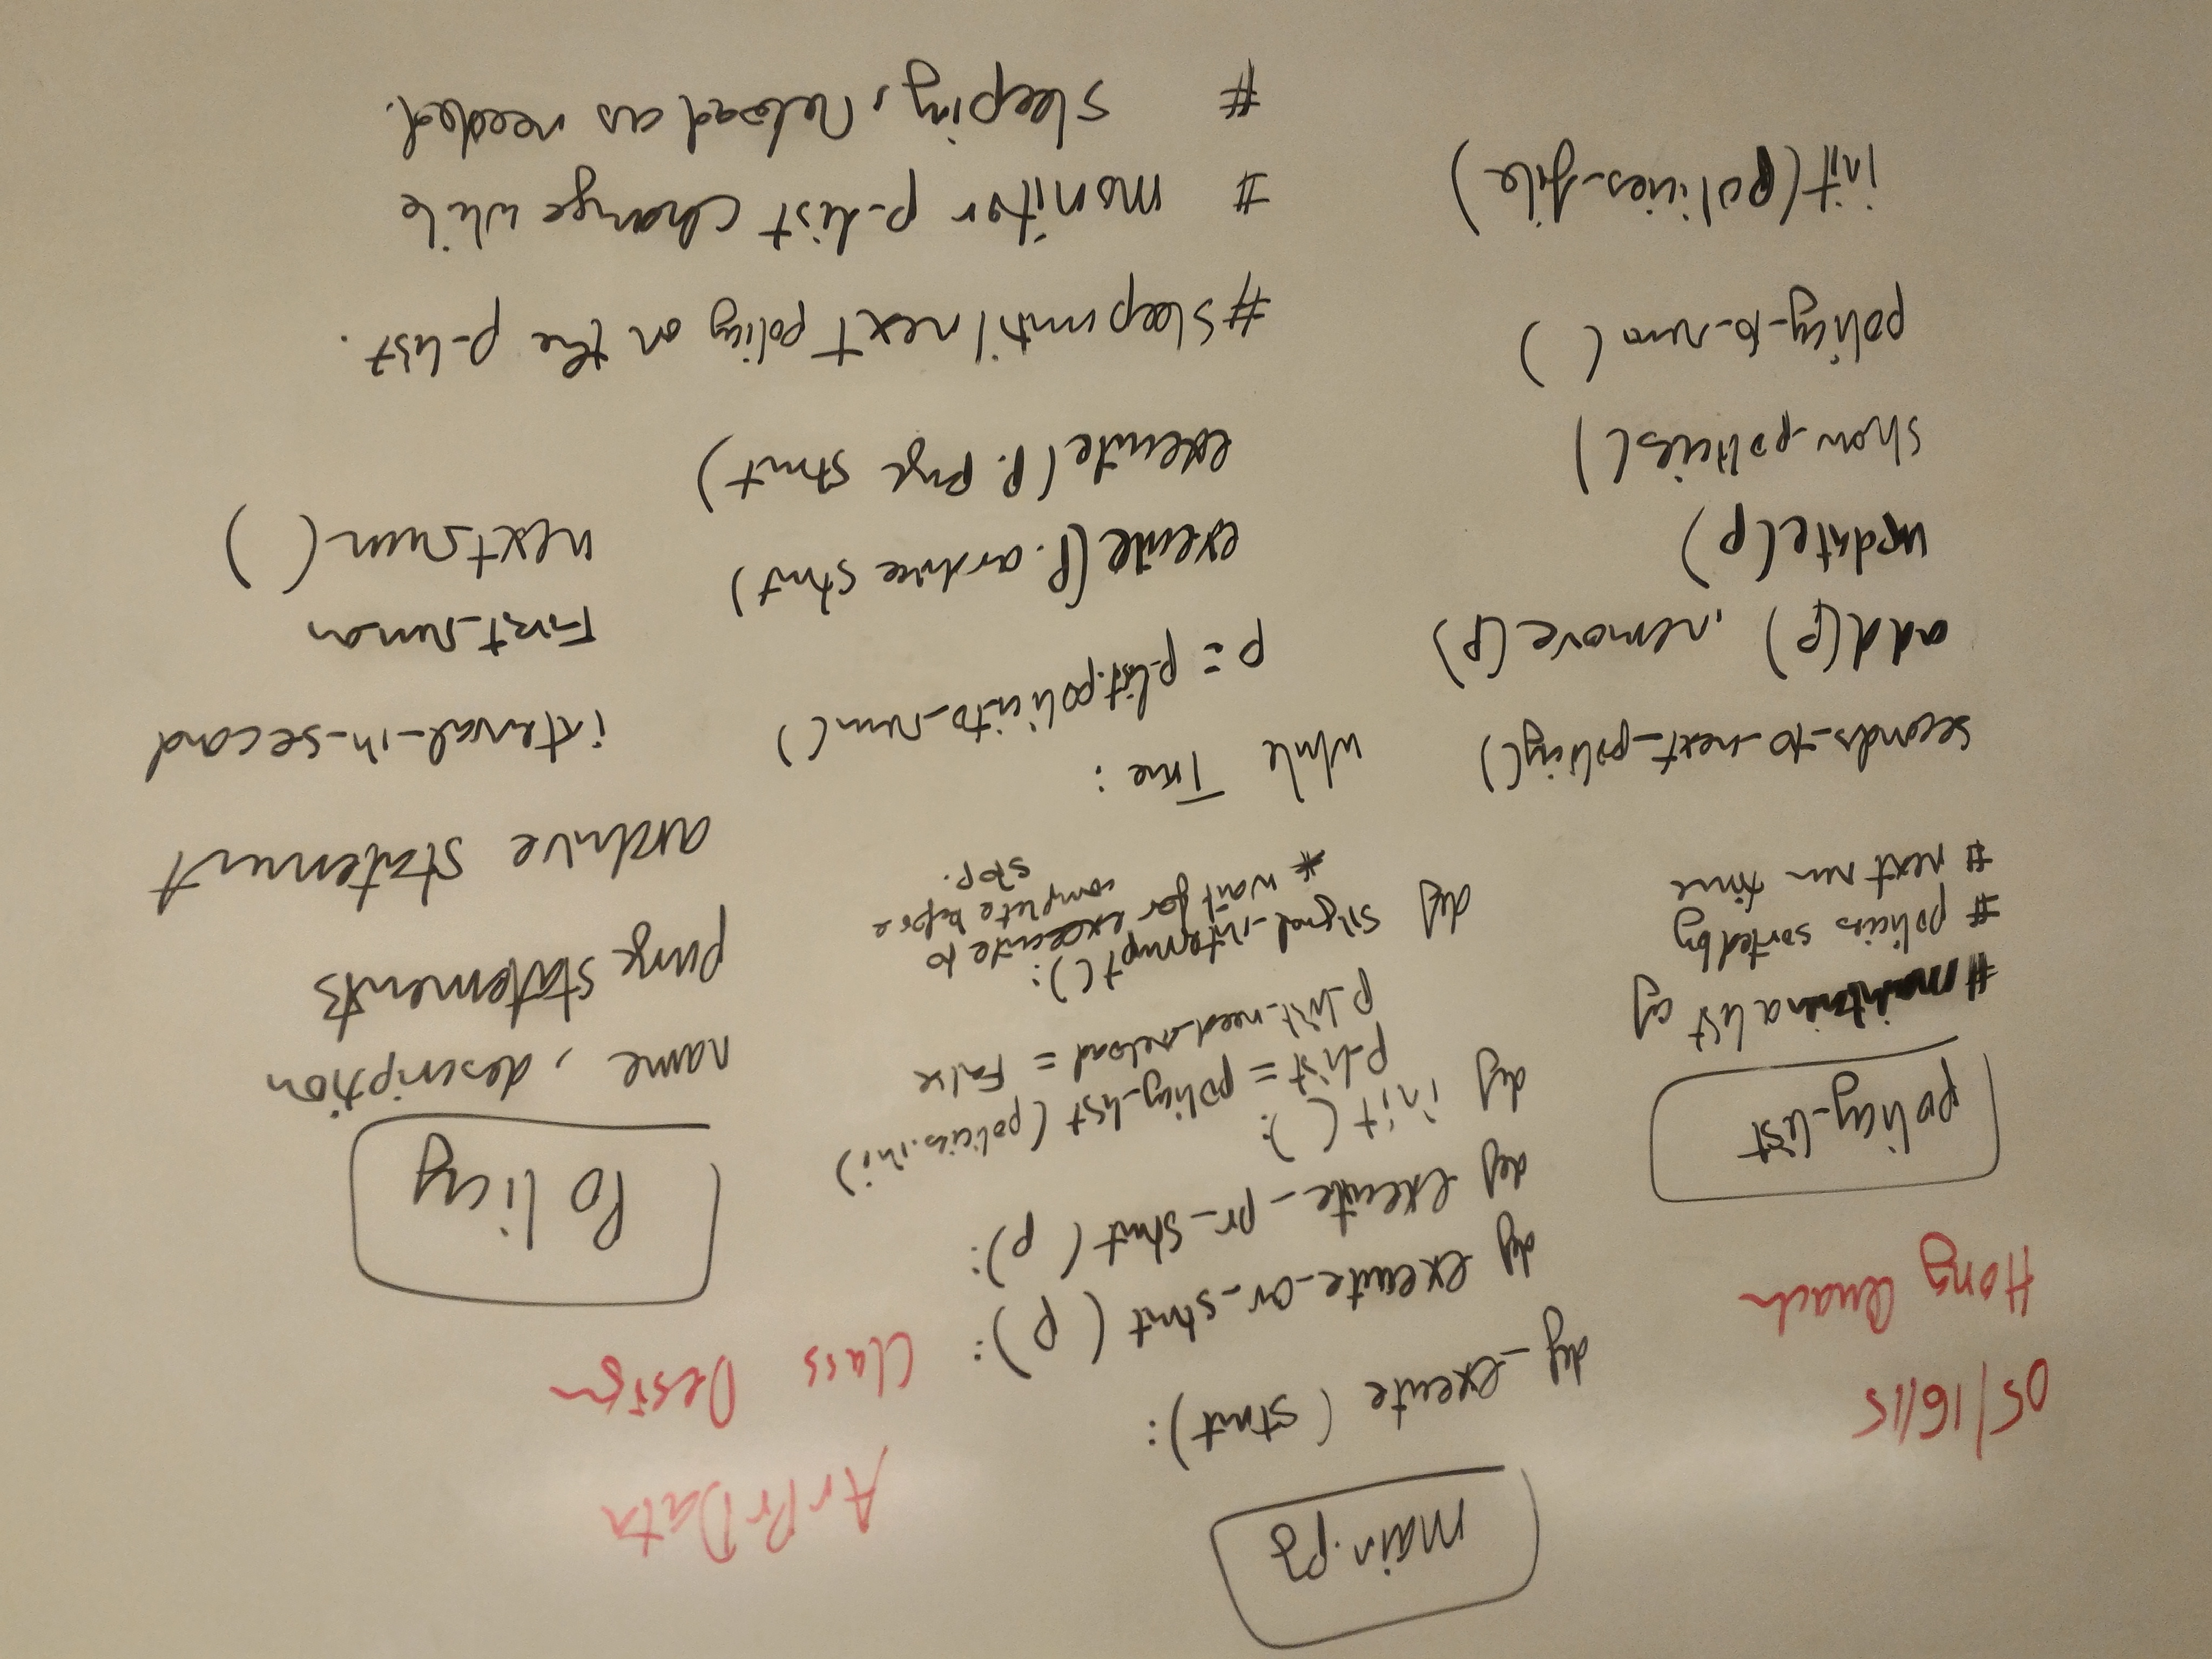 main.py
ArPrData
Class Design
05/16/15
Hong Quach
def _execute (stmt):
def execute_ar_stmt ( p ):
def execute_pr_stmt ( p ):
def init ( ):
p_list = policy_list (policies.ini)
p_list_need_reload = False
def signal_interrupt ( ):
* wait for execute to
complete before
stop.
while True :
p = p_list.policito_run ( )
execute (P. archive stmt)
execute (P. purge stmt)
#sleep until next policy on the p_list.
# monitor p_list change while
# sleeping, reload as needed.
policy_list
# maintain a list of
# policies sorted by
# next run time
seconds_to_next_policy()
add(p) , remove(p)
update(p)
show_policies()
policy_to_run ( )
init(policies_file)
Policy
name , description
purge statements
archive statement
interval_in_second
First_run_on
next_run ( )